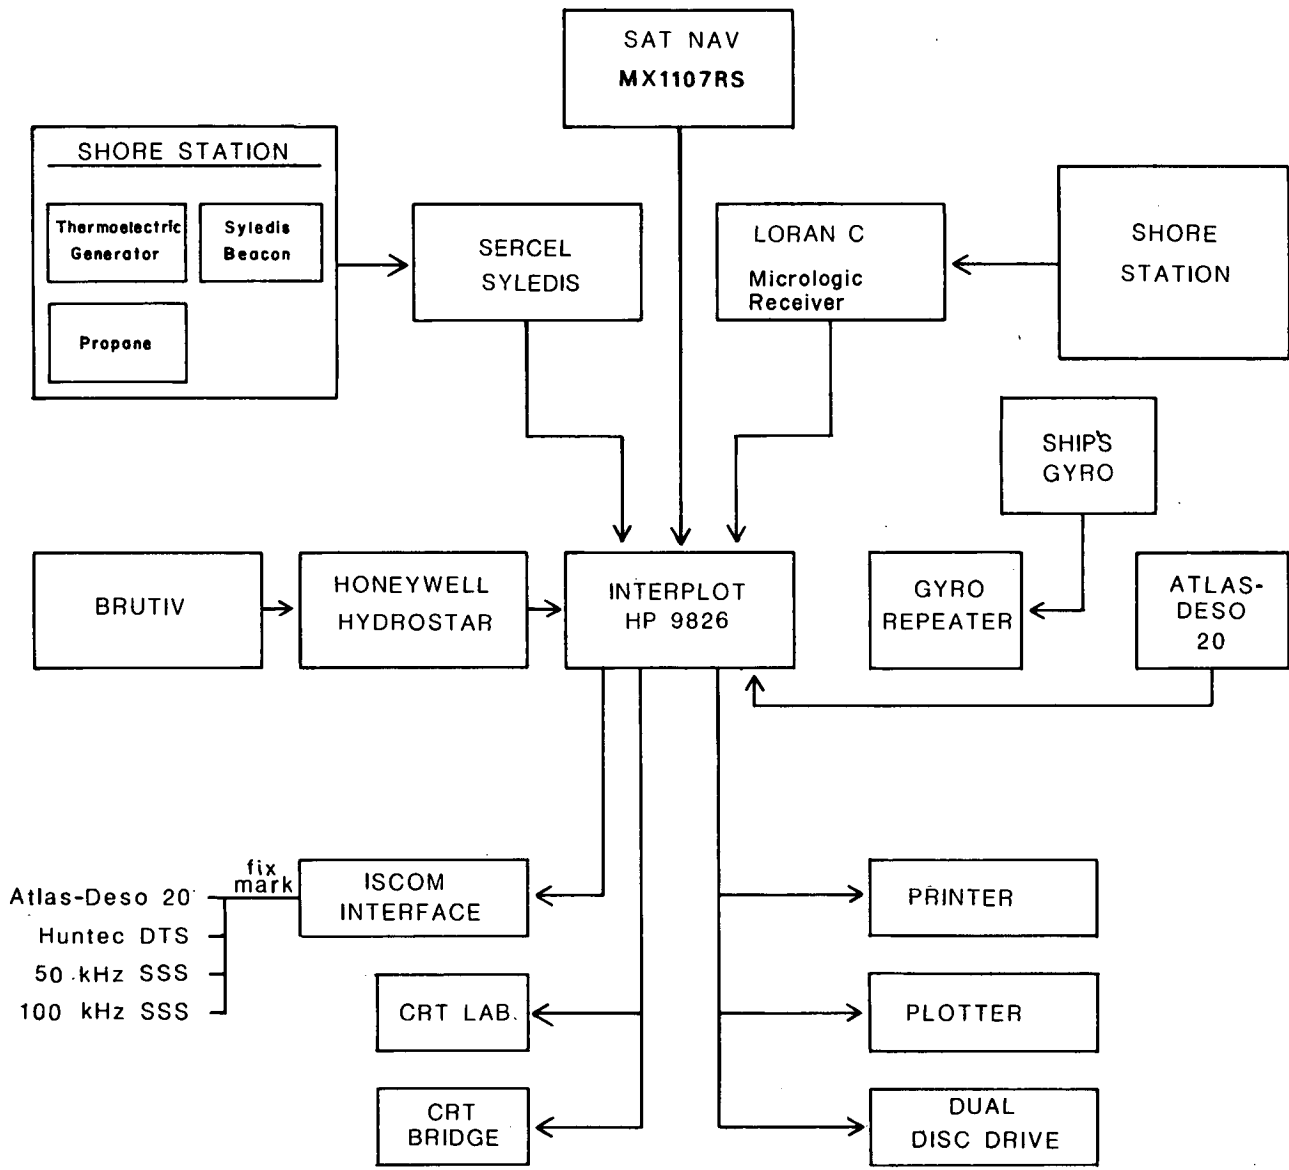 SAT NAV
MX1107RS
SHORE STATION
Thermoelectric
Generator
Syledis
Beacon
Propane
SERCEL
SYLEDIS
LORAN C
Micrologic
Receiver
SHORE
STATION
SHIP'S
GYRO
BRUTIV
HONEYWELL
HYDROSTAR
INTERPLOT
HP 9826
GYRO
REPEATER
ATLAS-
DESO
20
fix
mark
ISCOM
INTERFACE
Atlas-Deso 20
Huntec DTS
50 kHz SSS
100 kHz SSS
CRT LAB.
CRT
BRIDGE
PRINTER
PLOTTER
DUAL
DISC DRIVE